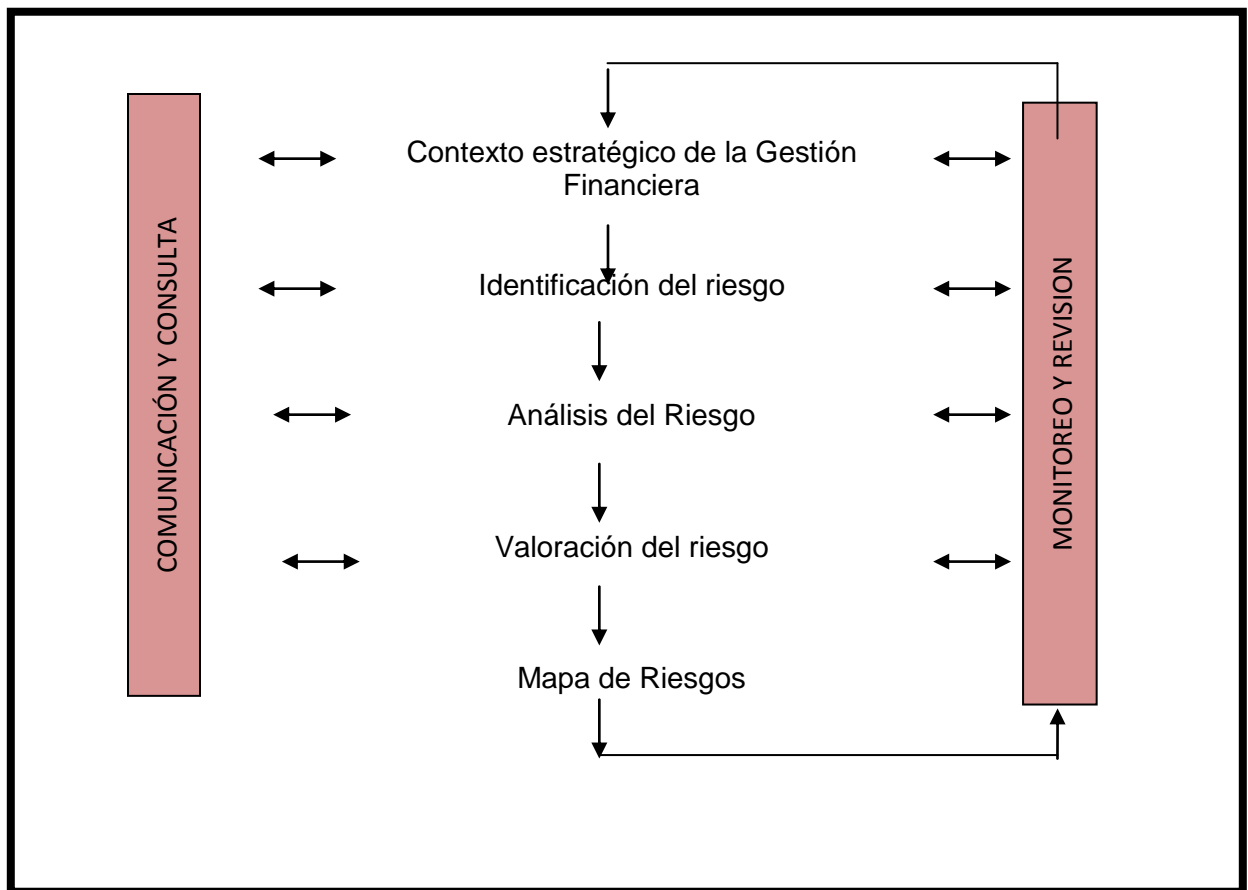 COMUNICACIÓN Y CONSULTA
Contexto estratégico de la Gestión
Financiera
Identificación del riesgo
Análisis del Riesgo
Valoración del riesgo
Mapa de Riesgos
MONITOREO Y REVISION